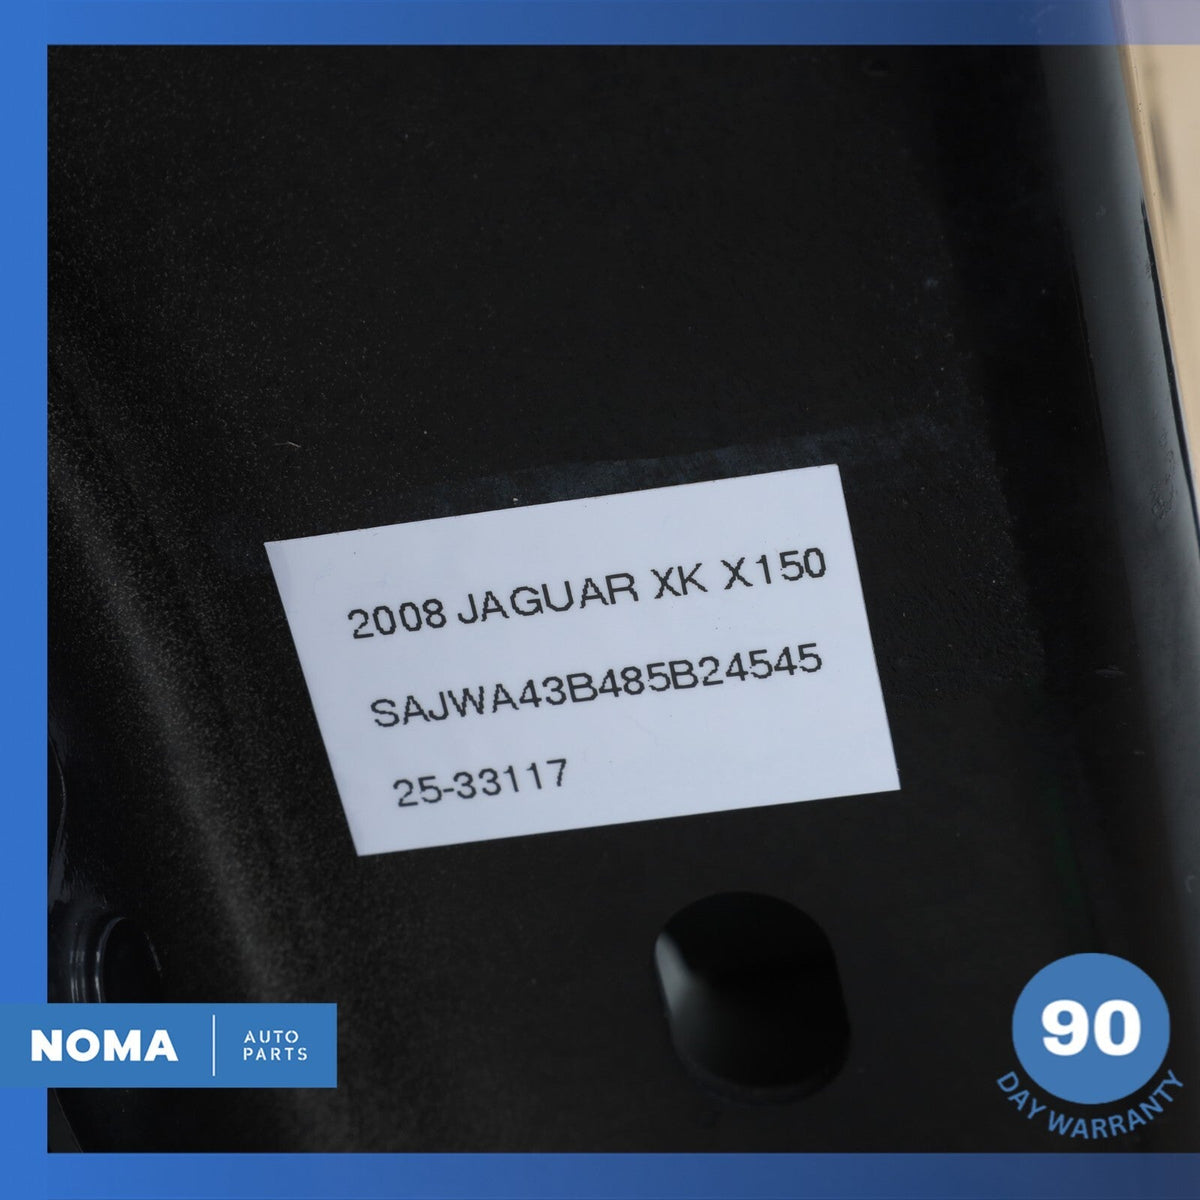 2008 JAGUAR XK X150
SAJWA43B485B24545
25-33117
NOMA
AUTO
PARTS
90
DAY WARRANTY